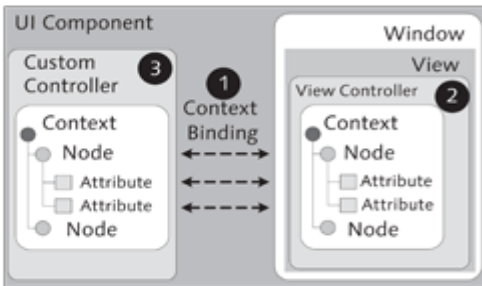 UI Component
Custom
Controller
3
Context
Node
Attribute
Attribute
Node
1
Context
Binding
Window
View
View Controller
2
Context
Node
Attribute
Attribute
Node